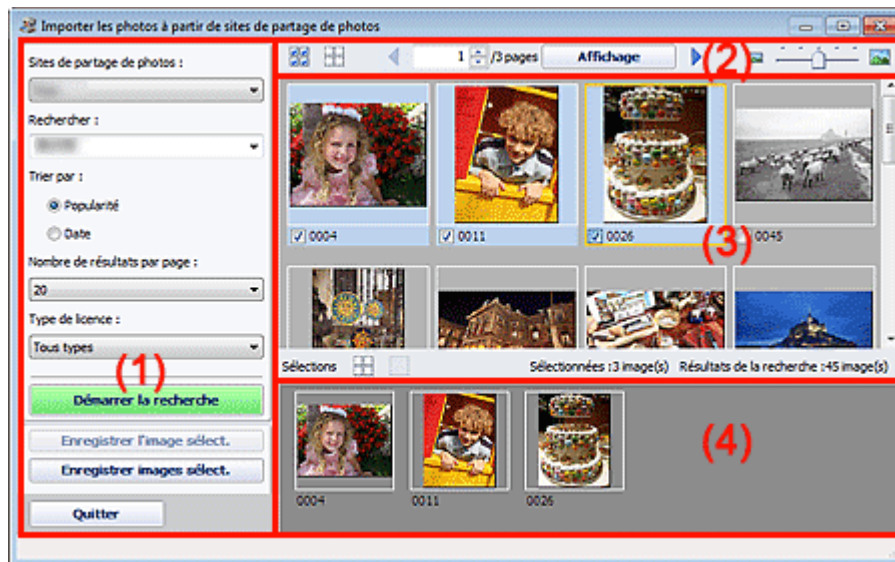 Importer les photos à partir de sites de partage de photos
Sites de partage de photos :
Rechercher :
Trier par :
Popularité
Date
Nombre de résultats par page :
20
Type de licence :
Tous types
(1)
Démarrer la recherche
Enregistrer l'image sélect.
Enregistrer images sélect.
Quitter
1 /3 pages Affichage
(2)
0004 0011 0026 0045
(3)
Sélections Sélectionnées :3 image(s) Résultats de la recherche :45 image(s)
(4)
0004 0011 0026